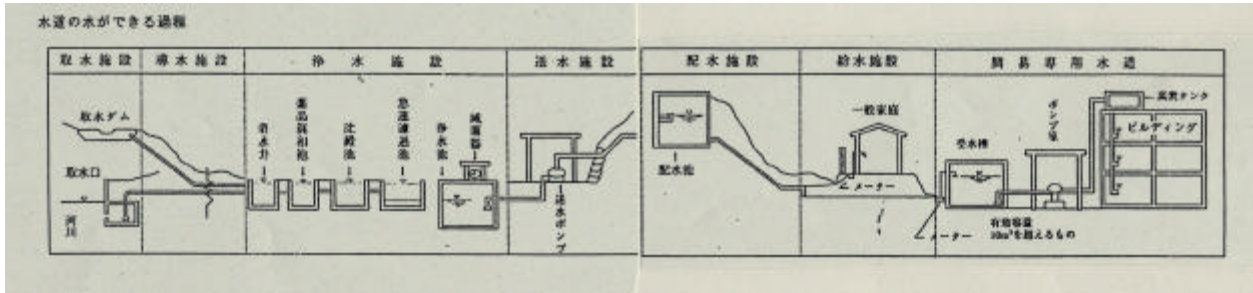 水道の水ができる過程
取水施設
導水施設
浄水施設
送水施設
配水施設
給水施設
簡易専用水道
取水ダム
取水口
河川
着水井
薬品混和池
沈殿池
急速濾過池
浄水池
滅菌器
送水ポンプ
配水池
一般家庭
メーター
メーター
受水槽
ポンプ室
高架タンク
ビルディング
有効容量
10m³を超えるもの